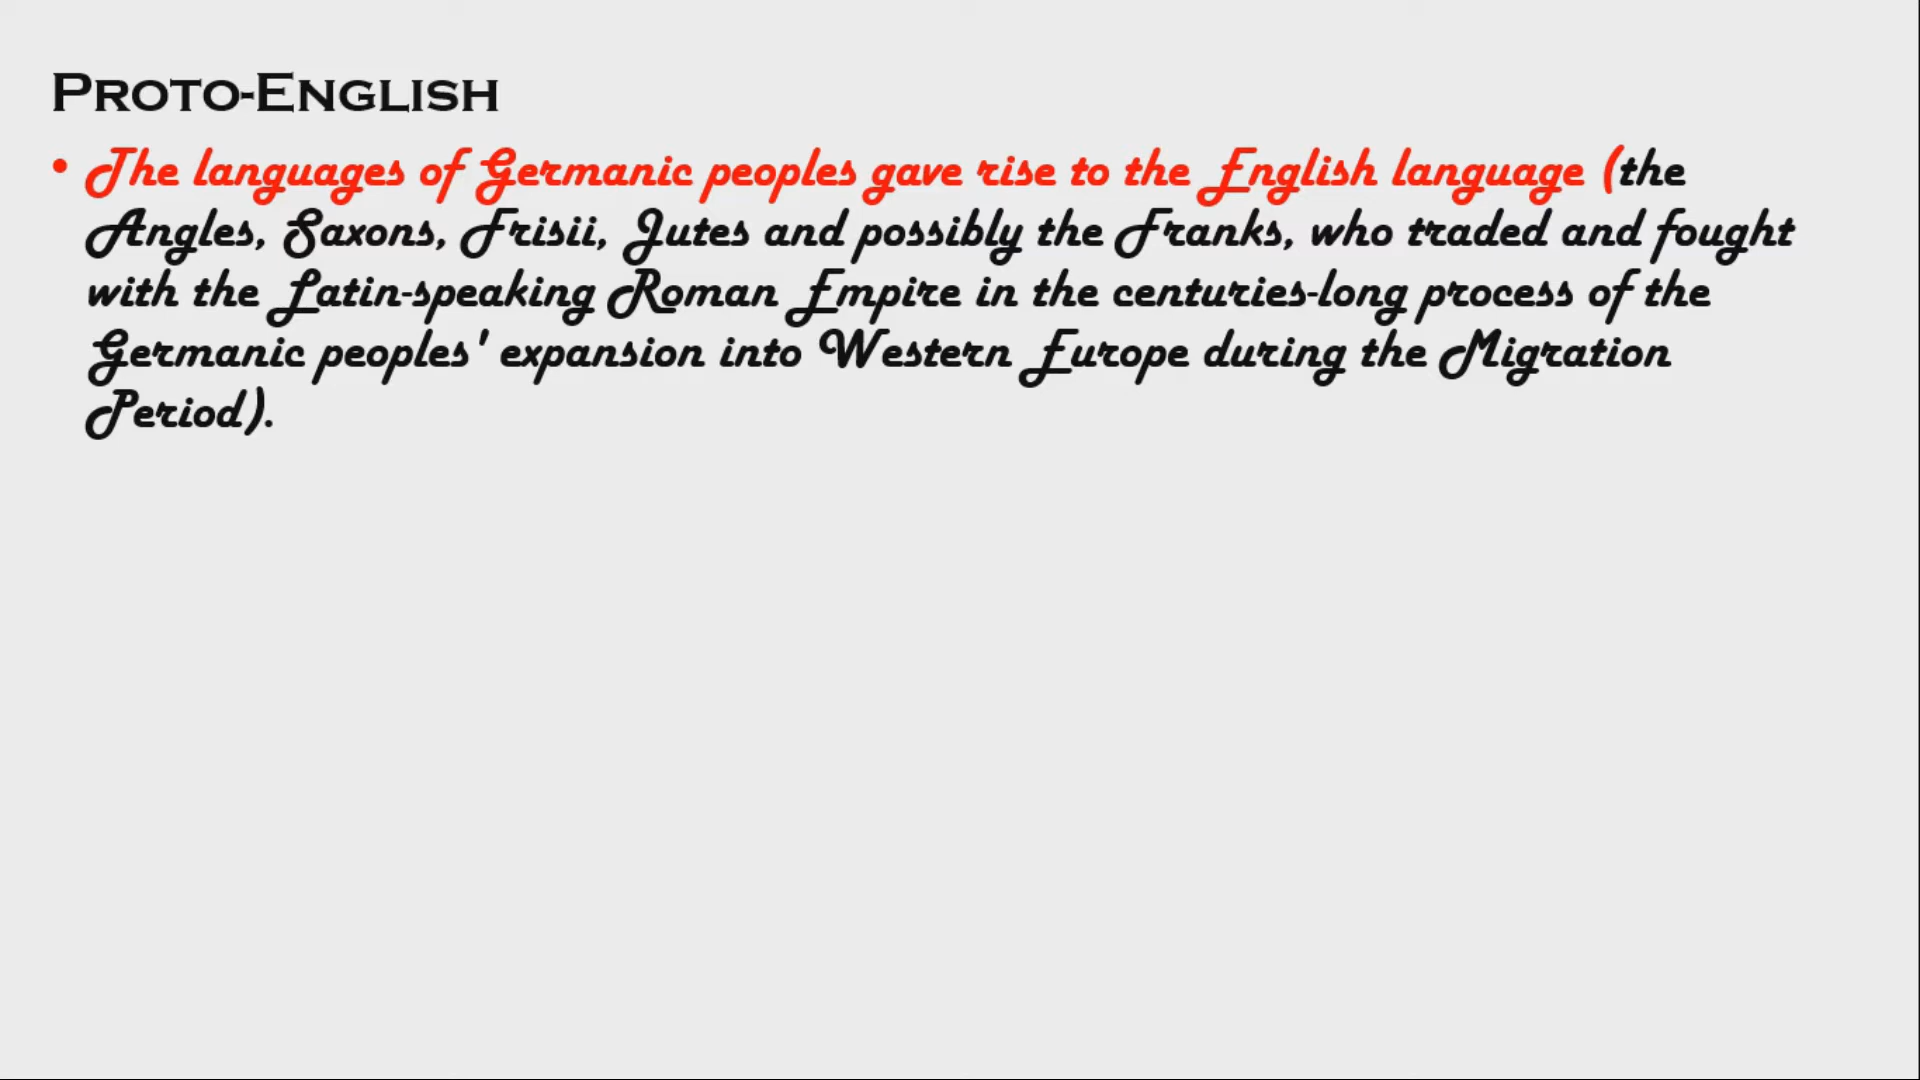 Proto-English
• The languages of Germanic peoples gave rise to the English language (the
Angles, Saxons, Frisii, Jutes and possibly the Franks, who traded and fought
with the Latin-speaking Roman Empire in the centuries-long process of the
Germanic peoples' expansion into Western Europe during the Migration
Period).